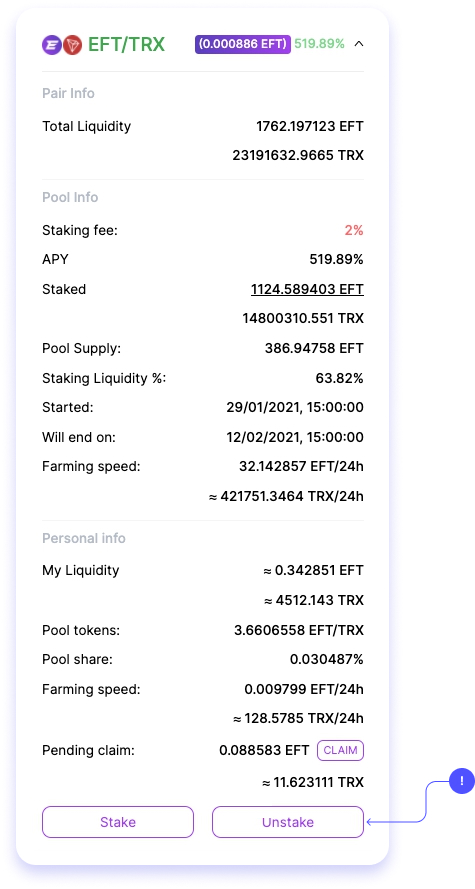 EFT/TRX (0.000886 EFT) 519.89%
Pair Info
Total Liquidity 1762.197123 EFT
23191632.9665 TRX
Pool Info
Staking fee: 2%
APY 519.89%
Staked 1124.589403 EFT
14800310.551 TRX
Pool Supply: 386.94758 EFT
Staking Liquidity %: 63.82%
Started: 29/01/2021, 15:00:00
Will end on: 12/02/2021, 15:00:00
Farming speed: 32.142857 EFT/24h
≈ 421751.3464 TRX/24h
Personal info
My Liquidity ≈ 0.342851 EFT
≈ 4512.143 TRX
Pool tokens: 3.6606558 EFT/TRX
Pool share: 0.030487%
Farming speed: 0.009799 EFT/24h
≈ 128.5785 TRX/24h
Pending claim: 0.088583 EFT CLAIM
≈ 11.623111 TRX
!
Stake Unstake